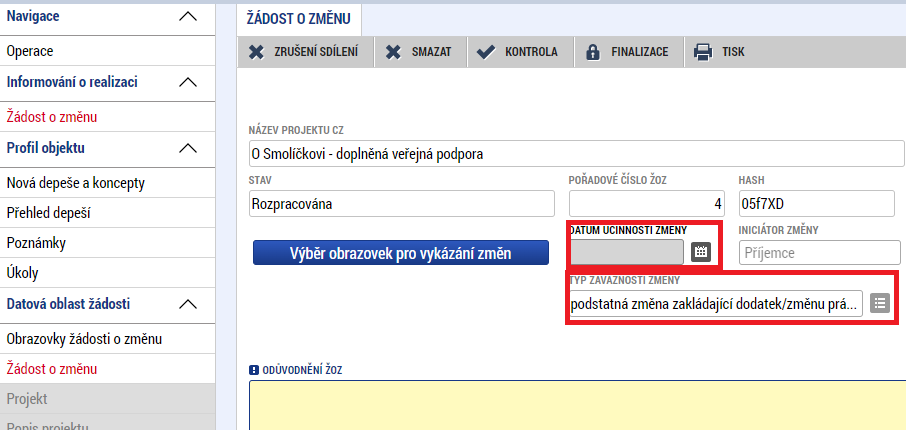 Navigace
Operace
Informování o realizaci
Žádost o změnu
Profil objektu
Nová depeše a koncepty
Přehled depeší
Poznámky
Úkoly
Datová oblast žádosti
Obrazovky žádosti o změnu
Žádost o změnu
Projekt
Popis projektu
ŽÁDOST O ZMĚNU
ZRUŠENÍ SDÍLENÍ SMAZAT KONTROLA FINALIZACE TISK
NÁZEV PROJEKTU CZ
O Smolíčkovi - doplněná veřejná podpora
STAV POŘADOVÉ ČÍSLO ŽOZ HASH
Rozpracována 4 05f7XD
DATUM ÚČINNOSTI ZMĚNY INICIÁTOR ZMĚNY
Výběr obrazovek pro vykázání změn Příjemce
TYP ZÁVAŽNOSTI ZMĚNY
podstatná změna zakládající dodatek/změnu prá...
ODŮVODNĚNÍ ŽOZ